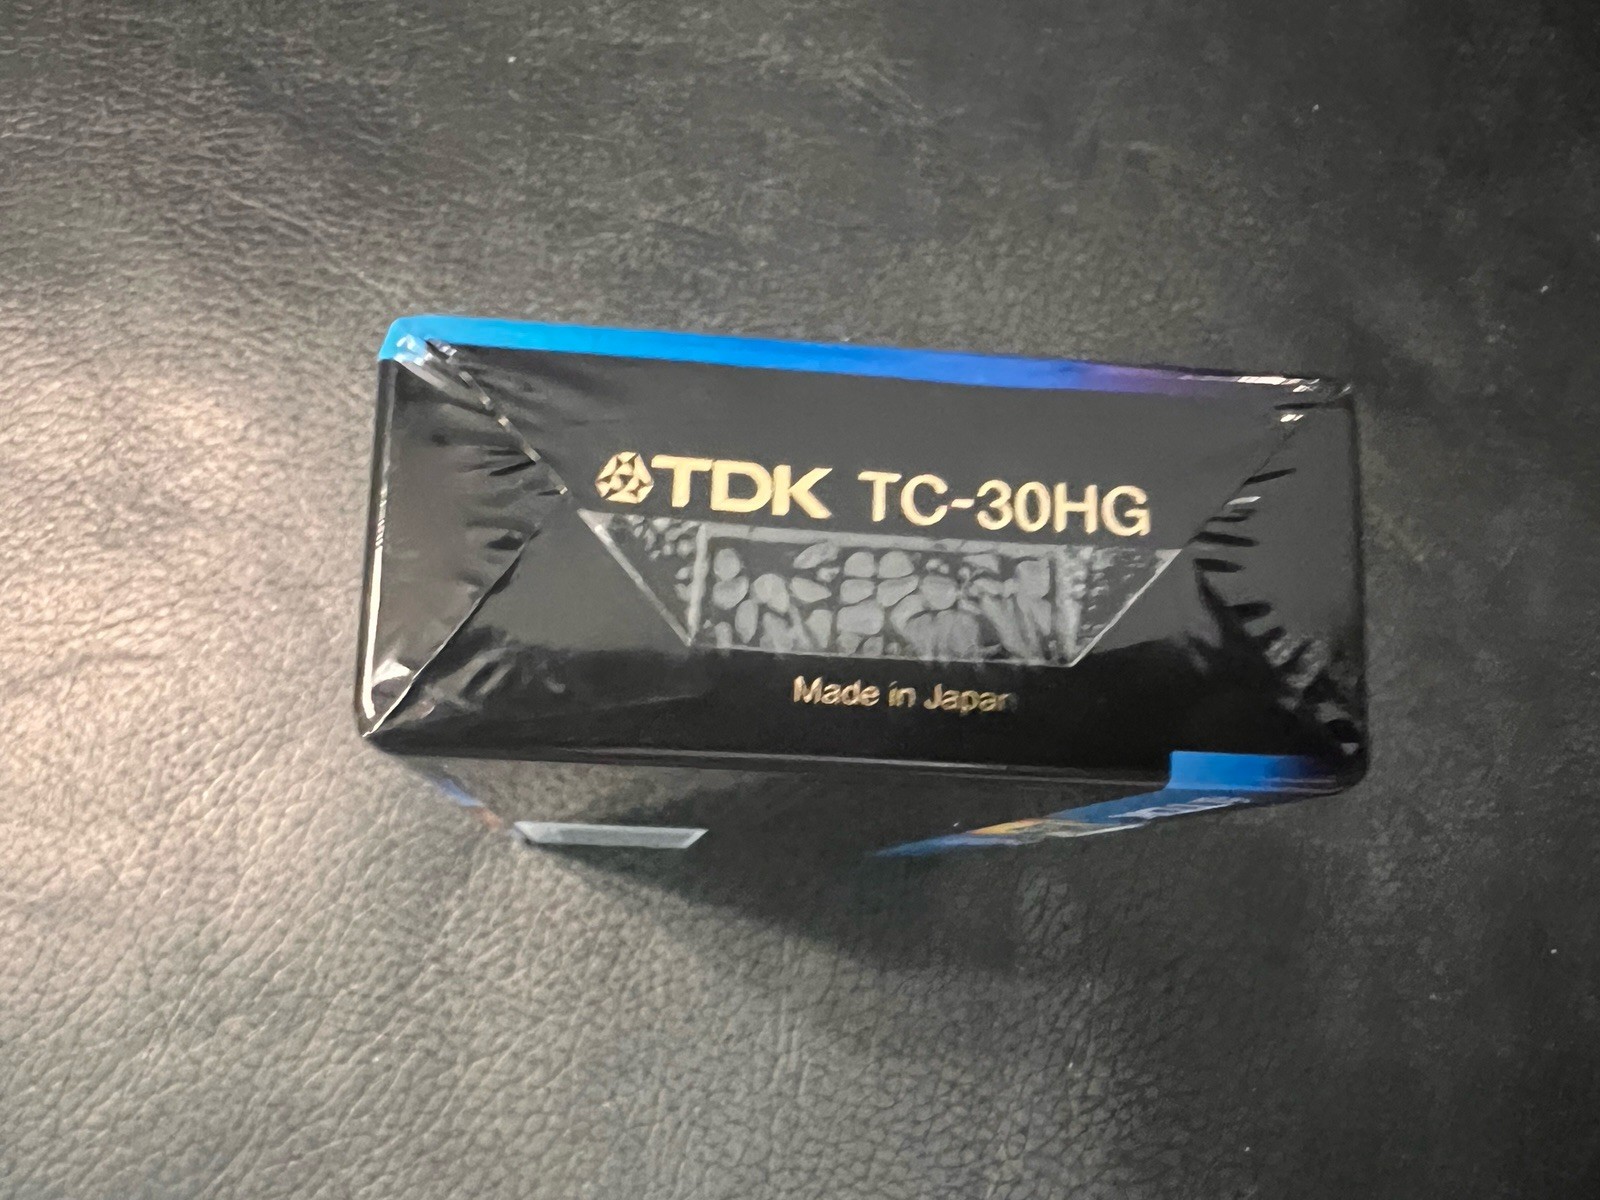 TDK TC-30HG
Made in Japan